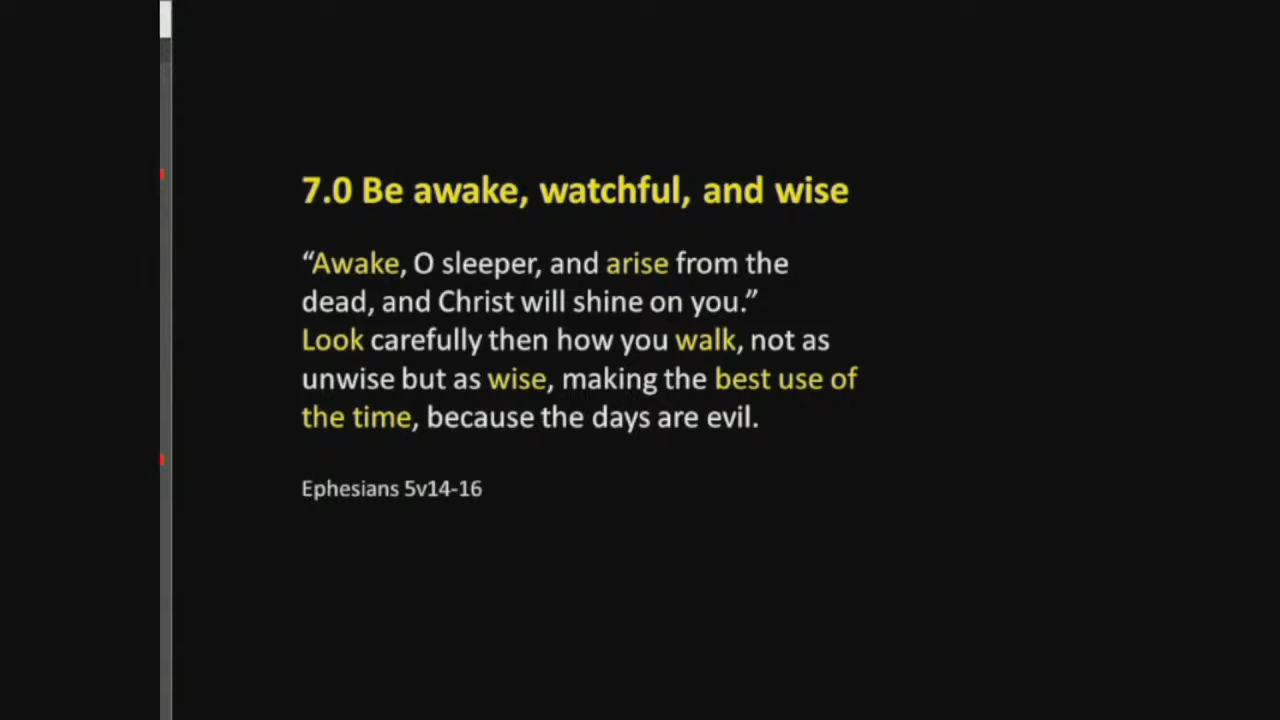 7.0 Be awake, watchful, and wise
“Awake, O sleeper, and arise from the
dead, and Christ will shine on you.”
Look carefully then how you walk, not as
unwise but as wise, making the best use of
the time, because the days are evil.
Ephesians 5v14-16